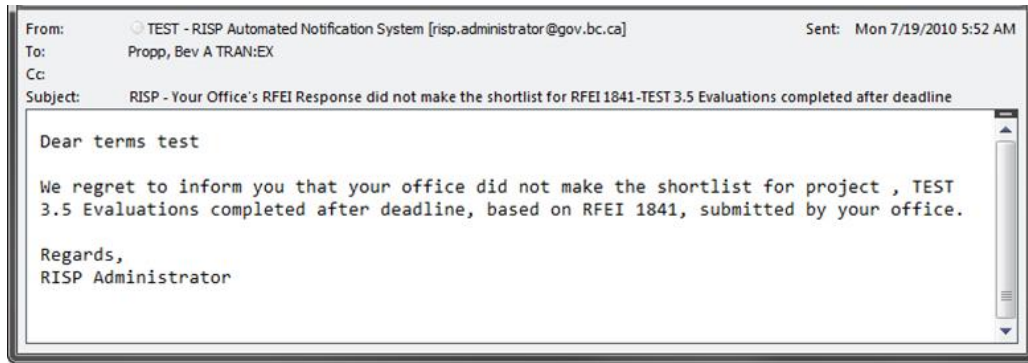 From: TEST - RISP Automated Notification System [risp.administrator@gov.bc.ca] Sent: Mon 7/19/2010 5:52 AM
To: Propp, Bev A TRAN:EX
Cc:
Subject: RISP - Your Office's RFEI Response did not make the shortlist for RFEI 1841-TEST 3.5 Evaluations completed after deadline
Dear terms test
We regret to inform you that your office did not make the shortlist for project , TEST
3.5 Evaluations completed after deadline, based on RFEI 1841, submitted by your office.
Regards,
RISP Administrator